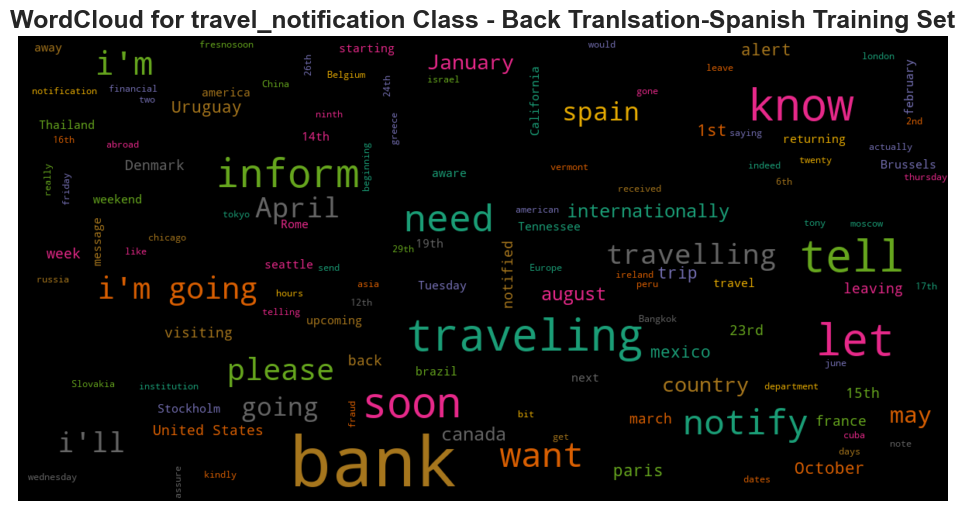 WordCloud for travel_notification Class - Back Tranlsation-Spanish Training Set
away
fresnosoon
starting
would
alert
london
i'm
26th
January
notification
financial
two
China
Belgium
israel
24th
California
leave
february
america
Uruguay
gone
spain
know
Thailand
ninth
1st
saying
2nd
16th
14th
greece
returning
abroad
actually
Denmark
inform
beginning
aware
vermont
indeed
twenty
Brussels
thursday
really
friday
weekend
received
6th
tokyo
April
Rome
need
american
internationally
Tennessee
tony
moscow
message
chicago
19th
week
like
29th
notified
travelling
tell
russia
seattle
send
Europe
ireland
trip
i'm going
hours
asia
Tuesday
peru
travel
leaving
17th
12th
august
telling
upcoming
visiting
traveling
Bangkok
23rd
let
back
mexico
june
please
brazil
next
country
department
Slovakia
institution
15th
Stockholm
going
soon
fraud
bit
march
notify
france
may
United States
canada
get
cuba
note
i'll
bank
want
days
wednesday
assure
kindly
paris
October
dates